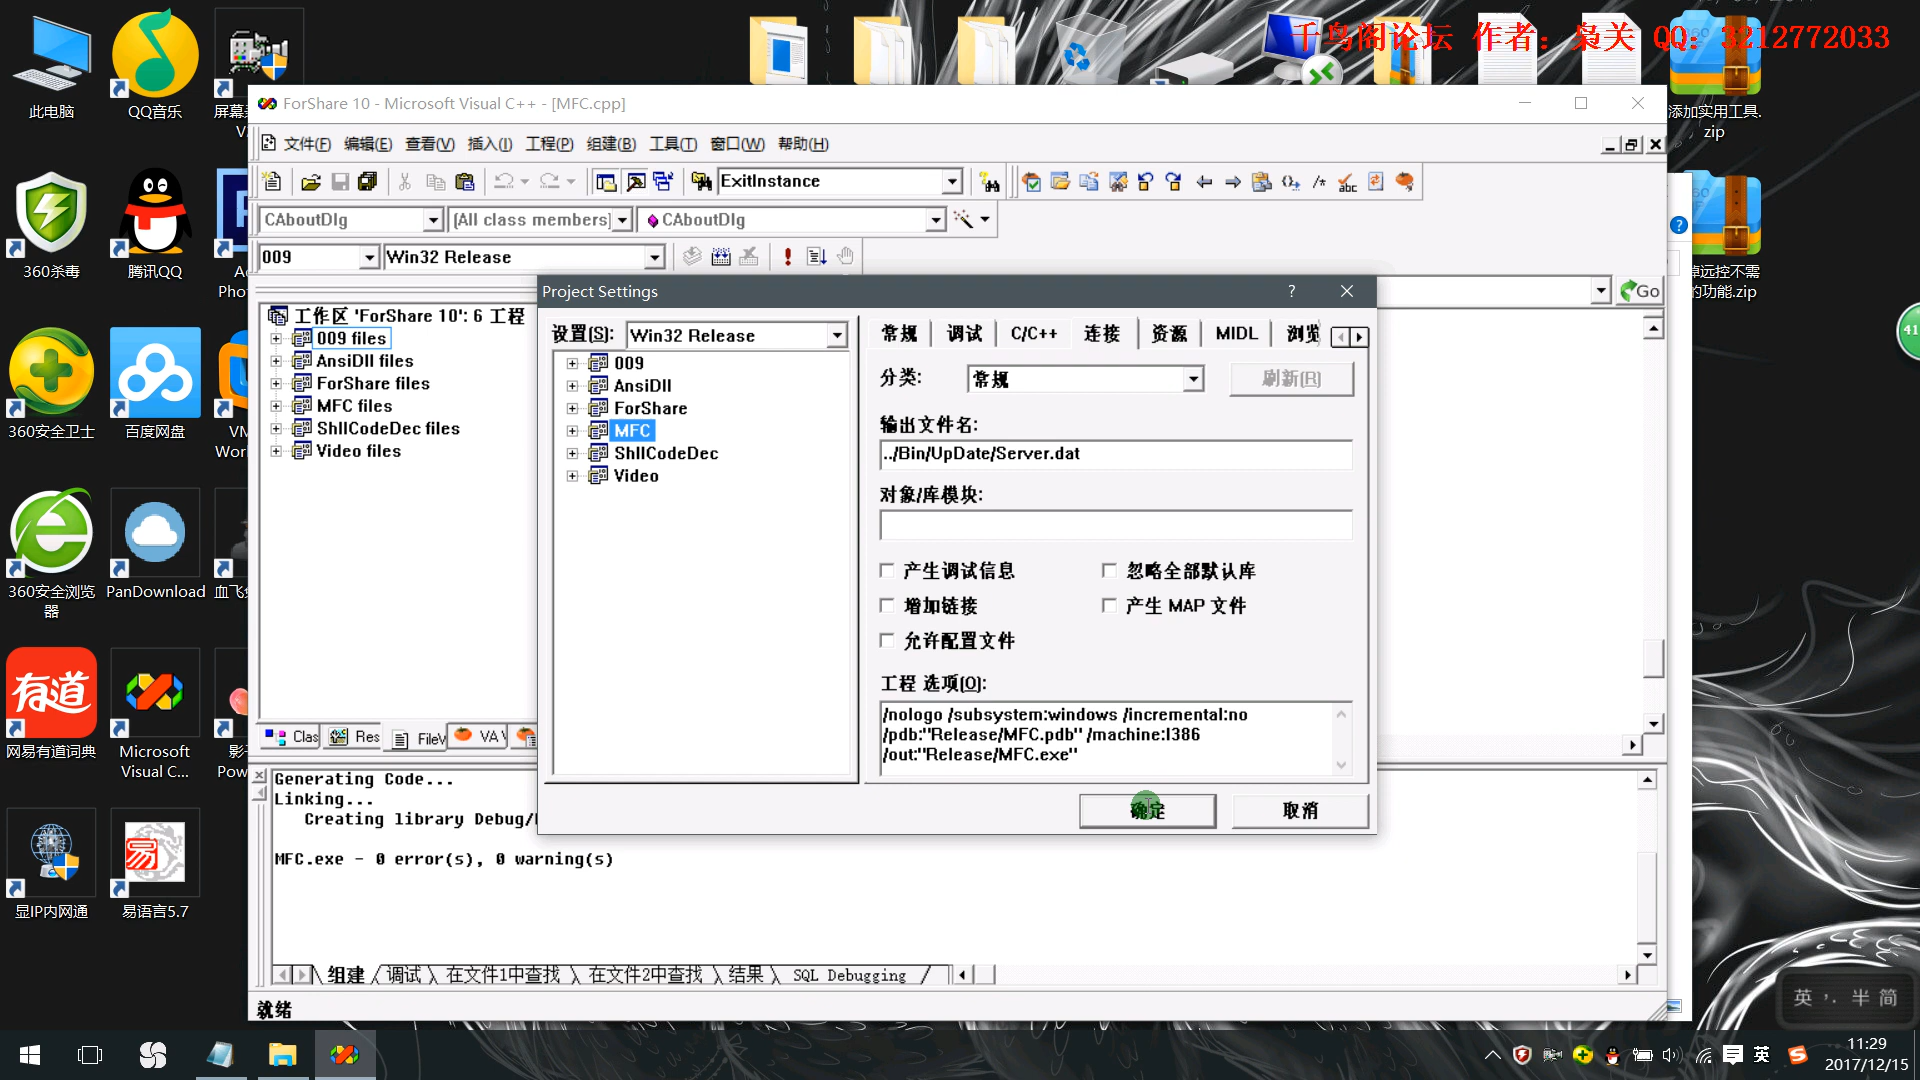 千鸟阁论坛 作者：枭关 QQ：3212772033
此电脑
QQ音乐
添加实用工具.
zip
360杀毒
腾讯QQ
360安全卫士
百度网盘
360安全浏览
器
PanDownload
网易有道词典
Microsoft
Visual C...
显IP内网通
易语言5.7
有道
ForShare 10 - Microsoft Visual C++ - [MFC.cpp]
文件(F) 编辑(E) 查看(V) 插入(I) 工程(P) 组建(B) 工具(T) 窗口(W) 帮助(H)
ExitInstance
CAboutDlg
[All class members]
CAboutDlg
009
Win32 Release
Go
工作区 'ForShare 10': 6 工程
009 files
AnsiDll files
ForShare files
MFC files
ShllCodeDec files
Video files
Clas
Res
FileV
VA
Project Settings
设置(S):
Win32 Release
009
AnsiDll
ForShare
MFC
ShllCodeDec
Video
常规 调试 C/C++ 连接 资源 MIDL 浏览
分类:
常规
刷新(R)
输出文件名:
../Bin/UpDate/Server.dat
对象/库模块:
产生调试信息
忽略全部默认库
增加链接
产生 MAP 文件
允许配置文件
工程 选项(O):
/nologo /subsystem:windows /incremental:no
/pdb:"Release/MFC.pdb" /machine:I386
/out:"Release/MFC.exe"
确定
取消
Generating Code...
Linking...
Creating library Debug/
MFC.exe - 0 error(s), 0 warning(s)
组建 调试 在文件1中查找 在文件2中查找 结果 SQL Debugging
就绪
41
英 半 简
英
11:29
2017/12/15